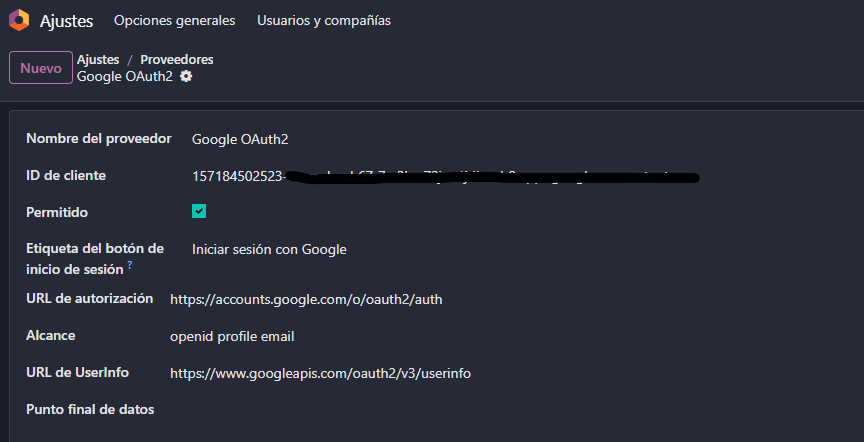 Ajustes Opciones generales Usuarios y compañías
Nuevo
Ajustes / Proveedores
Google OAuth2
Nombre del proveedor Google OAuth2
ID de cliente 157184502523-
Permitido
Etiqueta del botón de
inicio de sesión ? Iniciar sesión con Google
URL de autorización https://accounts.google.com/o/oauth2/auth
Alcance openid profile email
URL de UserInfo https://www.googleapis.com/oauth2/v3/userinfo
Punto final de datos